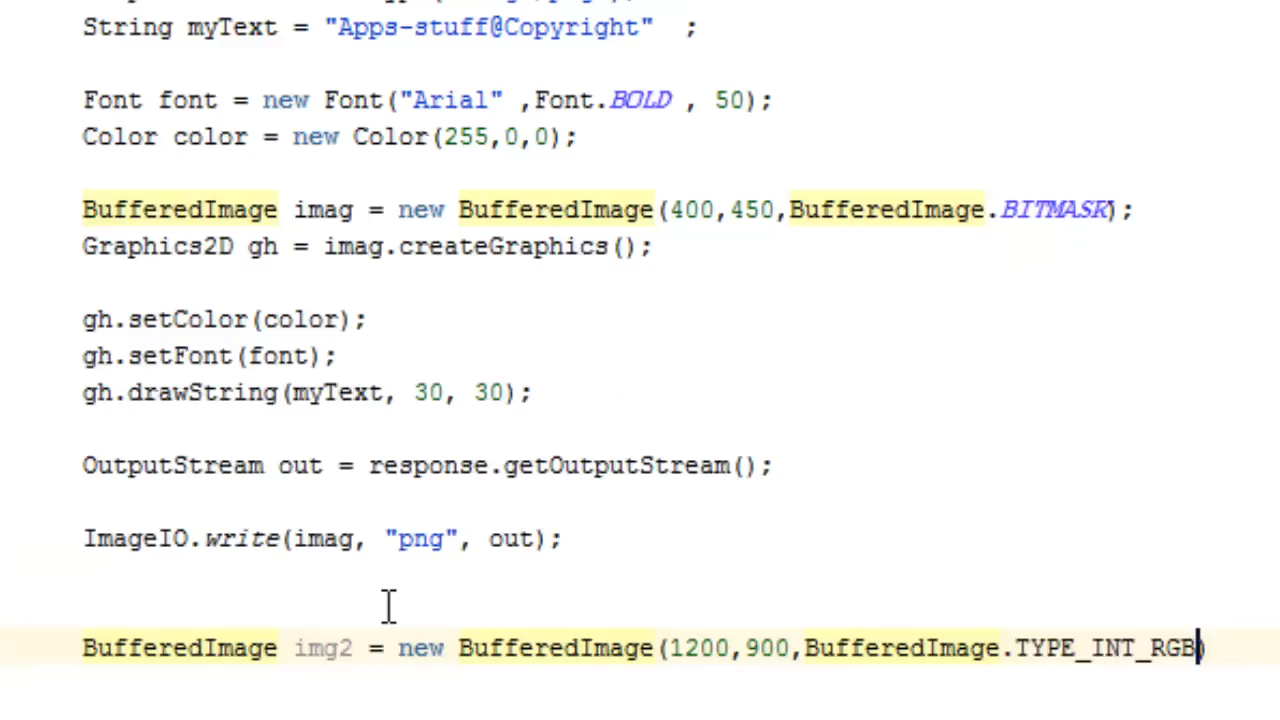 String myText = "Apps-stuff@Copyright"  ;
Font font = new Font("Arial" ,Font.BOLD , 50);
Color color = new Color(255,0,0);
BufferedImage imag = new BufferedImage(400,450,BufferedImage.BITMASK);
Graphics2D gh = imag.createGraphics();
gh.setColor(color);
gh.setFont(font);
gh.drawString(myText, 30, 30);
OutputStream out = response.getOutputStream();
ImageIO.write(imag, "png", out);
BufferedImage img2 = new BufferedImage(1200,900,BufferedImage.TYPE_INT_RGB)